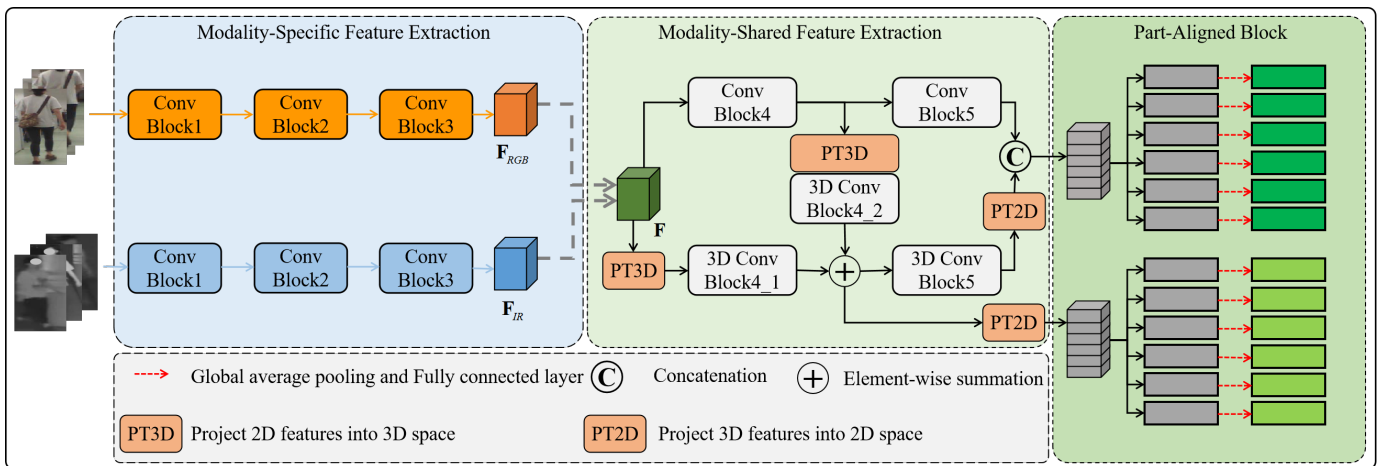 Modality-Specific Feature Extraction
Modality-Shared Feature Extraction
Part-Aligned Block
Conv
Block1
Conv
Block2
Conv
Block3
F_RGB
Conv
Block1
Conv
Block2
Conv
Block3
F_IR
F
Conv
Block4
Conv
Block5
PT3D
3D Conv
Block4_2
C
PT2D
PT3D
3D Conv
Block4_1
+
3D Conv
Block5
PT2D
Global average pooling and Fully connected layer
C
Concatenation
+
Element-wise summation
PT3D
Project 2D features into 3D space
PT2D
Project 3D features into 2D space